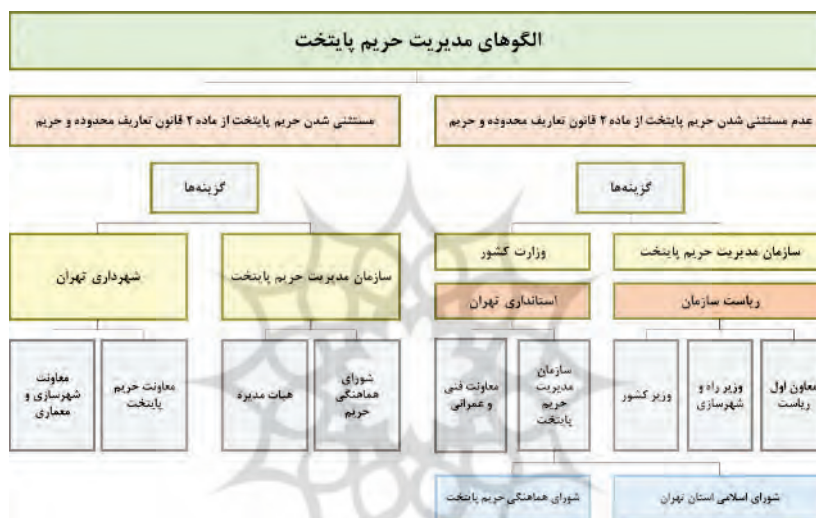 الگوهای مدیریت حریم پایتخت
عدم مستثنی شدن حریم پایتخت از ماده ۲ قانون تعاریف محدوده و حریم
مستثنی شدن حریم پایتخت از ماده ۲ قانون تعاریف محدوده و حریم
گزینه‌ها
گزینه‌ها
سازمان مدیریت حریم پایتخت
وزارت کشور
سازمان مدیریت حریم پایتخت
شهرداری تهران
ریاست سازمان
استانداری تهران
معاون اول
ریاست
وزیر راه و
شهرسازی
وزیر کشور
سازمان
مدیریت
حریم
پایتخت
معاونت فنی
و عمرانی
شورای
هماهنگی
حریم
هیات مدیره
معاونت حریم
پایتخت
معاونت
شهرسازی و
معماری
شورای اسلامی استان تهران
شورای هماهنگی حریم پایتخت